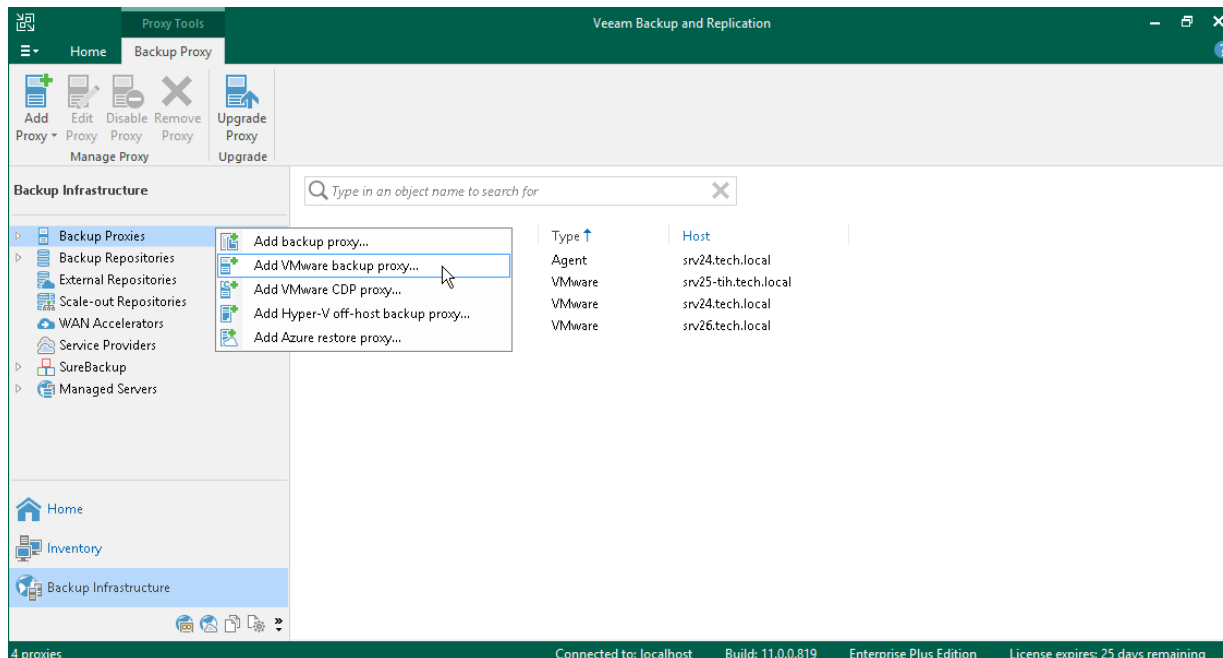 Proxy Tools
Veeam Backup and Replication
Home
Backup Proxy
Add Proxy
Edit Proxy
Disable Proxy
Remove Proxy
Upgrade Proxy
Manage Proxy
Upgrade
Backup Infrastructure
Type in an object name to search for
Backup Proxies
Backup Repositories
External Repositories
Scale-out Repositories
WAN Accelerators
Service Providers
SureBackup
Managed Servers
Add backup proxy...
Add VMware backup proxy...
Add VMware CDP proxy...
Add Hyper-V off-host backup proxy...
Add Azure restore proxy...
Type Host
Agent srv24.tech.local
VMware srv25-tih.tech.local
VMware srv24.tech.local
VMware srv26.tech.local
Home
Inventory
Backup Infrastructure
4 proxies
Connected to: localhost
Build: 11.0.0.819
Enterprise Plus Edition
License expires: 25 days remaining